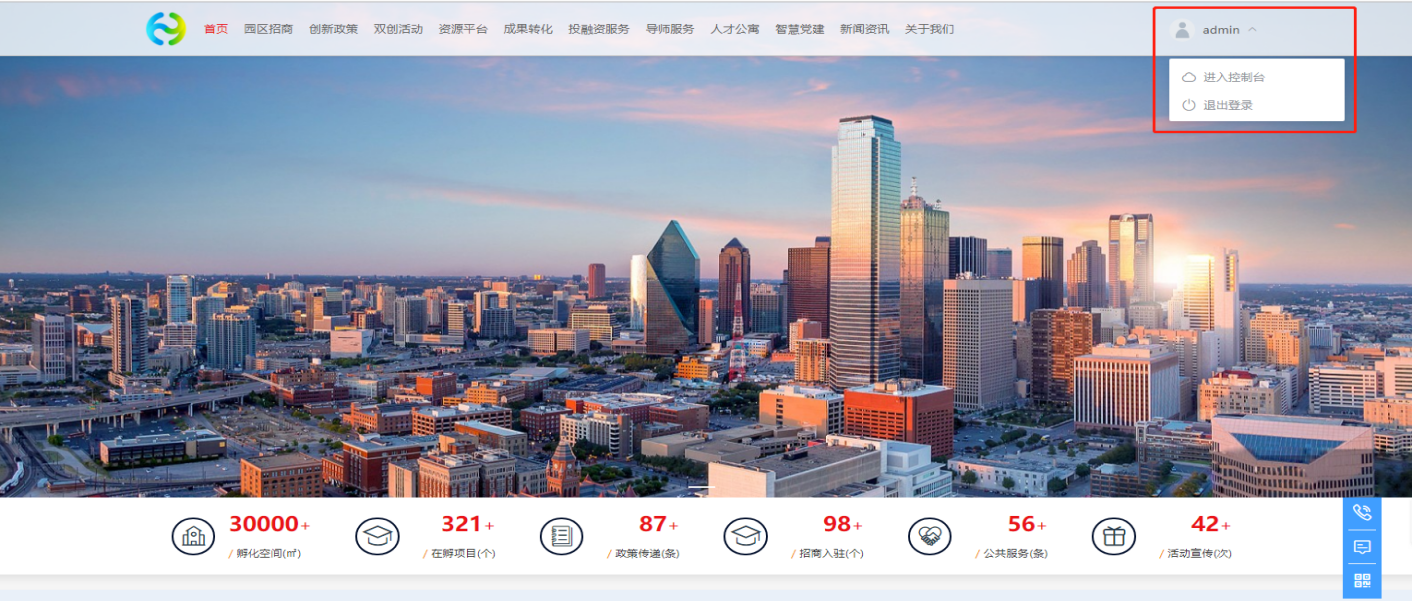 首页 园区招商 创新政策 双创活动 资源平台 成果转化 投融资服务 导师服务 人才公寓 智慧党建 新闻资讯 关于我们 admin
进入控制台
退出登录
30000+ 321+ 87+ 98+ 56+ 42+
/ 孵化空间(㎡) / 在孵项目(个) / 政策传递(条) / 招商入驻(个) / 公共服务(条) / 活动宣传(次)